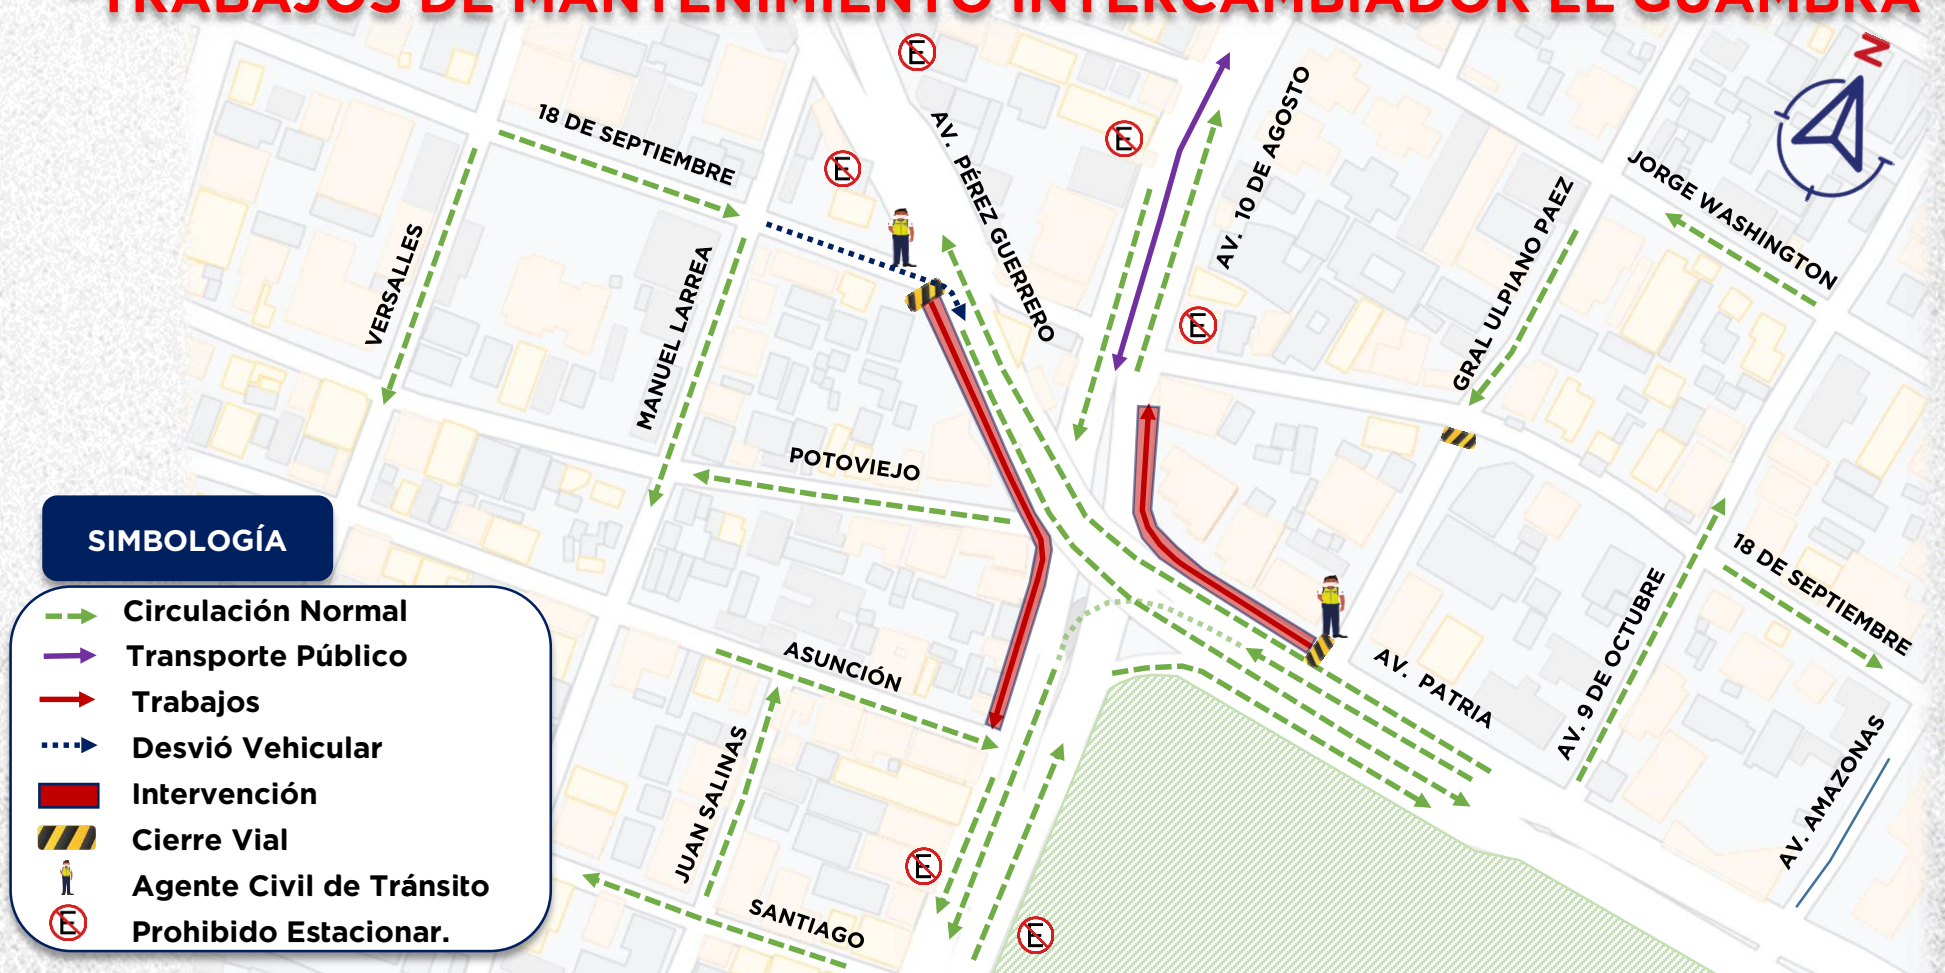 TRABAJOS DE MANTENIMIENTO INTERCAMBIADOR EL GUAMBRA
N
E
AV. PÉREZ GUERRERO
E
AV. 10 DE AGOSTO
18 DE SEPTIEMBRE
E
JORGE WASHINGTON
GRAL ULPIANO PAEZ
VERSALLES
MANUEL LARREA
E
POTOVIEJO
18 DE SEPTIEMBRE
AV. 9 DE OCTUBRE
ASUNCIÓN
AV. PATRIA
JUAN SALINAS
AV. AMAZONAS
E
SANTIAGO
E
SIMBOLOGÍA
Circulación Normal
Transporte Público
Trabajos
Desvió Vehicular
Intervención
Cierre Vial
Agente Civil de Tránsito
E
Prohibido Estacionar.